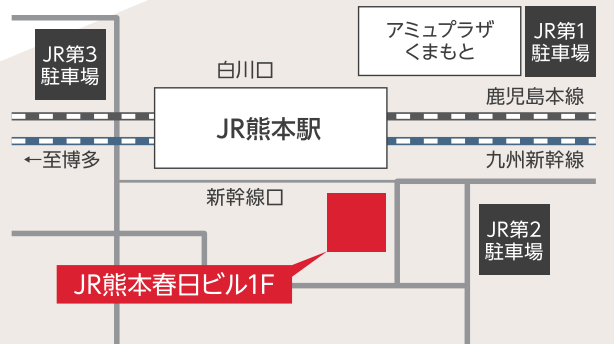 アミュプラザ
くまもと
JR第1
駐車場
JR第3
駐車場
白川口
鹿児島本線
JR熊本駅
←至博多
九州新幹線
新幹線口
JR第2
駐車場
JR熊本春日ビル1F